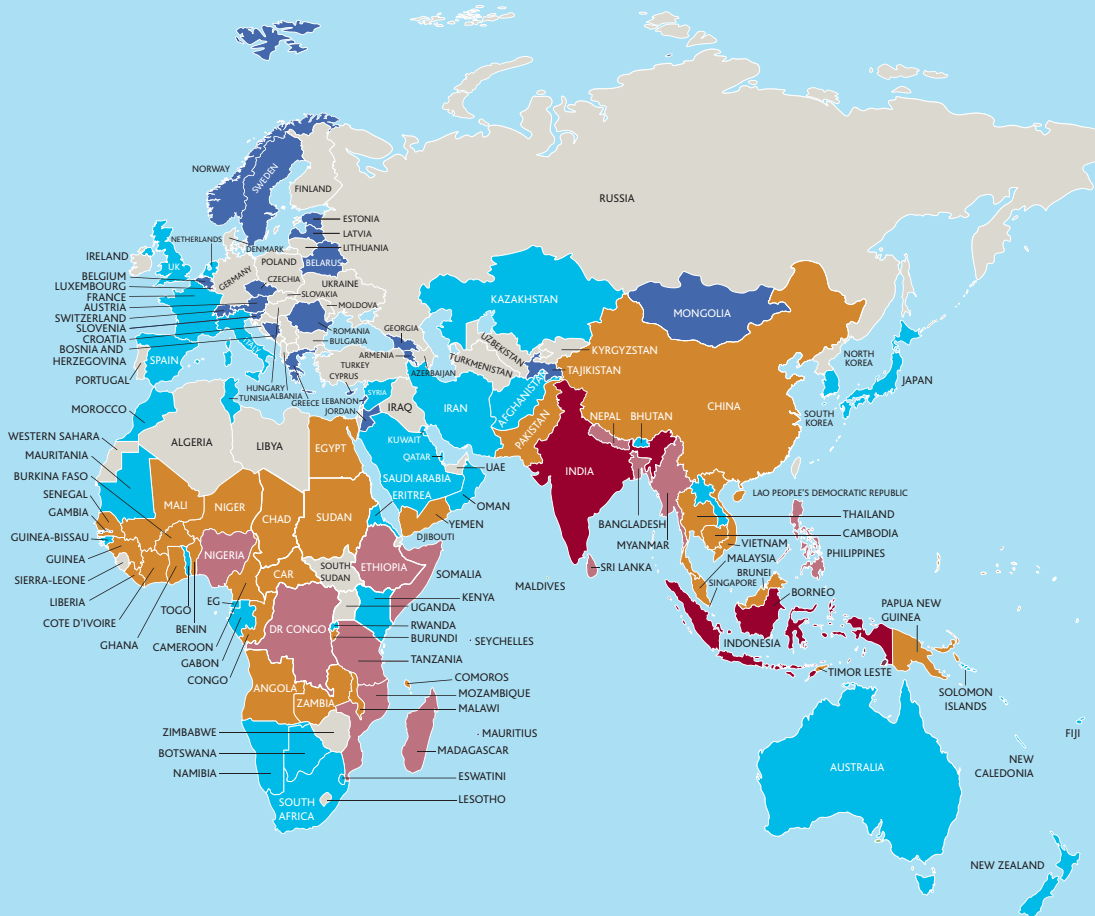 NORWAY
SWEDEN
FINLAND
RUSSIA
ESTONIA
LATVIA
LITHUANIA
NETHERLANDS
DENMARK
IRELAND
UK
POLAND
BELARUS
BELGIUM
GERMANY
CZECHIA
LUXEMBOURG
UKRAINE
FRANCE
SLOVAKIA
AUSTRIA
MOLDOVA
SWITZERLAND
SLOVENIA
ROMANIA
CROATIA
BULGARIA
BOSNIA AND
HERZEGOVINA
ITALY
SPAIN
PORTUGAL
GEORGIA
ARMENIA
AZERBAIJAN
TURKEY
CYPRUS
HUNGARY
ALBANIA
TUNISIA
GREECE
LEBANON
JORDAN
SYRIA
IRAQ
IRAN
KAZAKHSTAN
UZBEKISTAN
TURKMENISTAN
KYRGYZSTAN
TAJIKISTAN
AFGHANISTAN
PAKISTAN
MONGOLIA
CHINA
NORTH
KOREA
SOUTH
KOREA
JAPAN
MOROCCO
WESTERN SAHARA
MAURITANIA
BURKINA FASO
SENEGAL
GAMBIA
GUINEA-BISSAU
GUINEA
SIERRA-LEONE
LIBERIA
COTE D'IVOIRE
GHANA
TOGO
BENIN
CAMEROON
GABON
CONGO
EG
ALGERIA
LIBYA
EGYPT
MALI
NIGER
CHAD
SUDAN
NIGERIA
CAR
SOUTH
SUDAN
ETHIOPIA
ERITREA
DJIBOUTI
SOMALIA
KUWAIT
QATAR
SAUDI ARABIA
UAE
OMAN
YEMEN
NEPAL
BHUTAN
INDIA
BANGLADESH
MYANMAR
SRI LANKA
MALDIVES
LAO PEOPLE'S DEMOCRATIC REPUBLIC
THAILAND
CAMBODIA
VIETNAM
MALAYSIA
PHILIPPINES
BRUNEI
SINGAPORE
BORNEO
INDONESIA
PAPUA NEW
GUINEA
TIMOR LESTE
SOLOMON
ISLANDS
KENYA
UGANDA
RWANDA
BURUNDI
SEYCHELLES
DR CONGO
TANZANIA
COMOROS
MOZAMBIQUE
MALAWI
ANGOLA
ZAMBIA
ZIMBABWE
MAURITIUS
BOTSWANA
MADAGASCAR
NAMIBIA
ESWATINI
SOUTH
AFRICA
LESOTHO
AUSTRALIA
FIJI
NEW
CALEDONIA
NEW ZEALAND